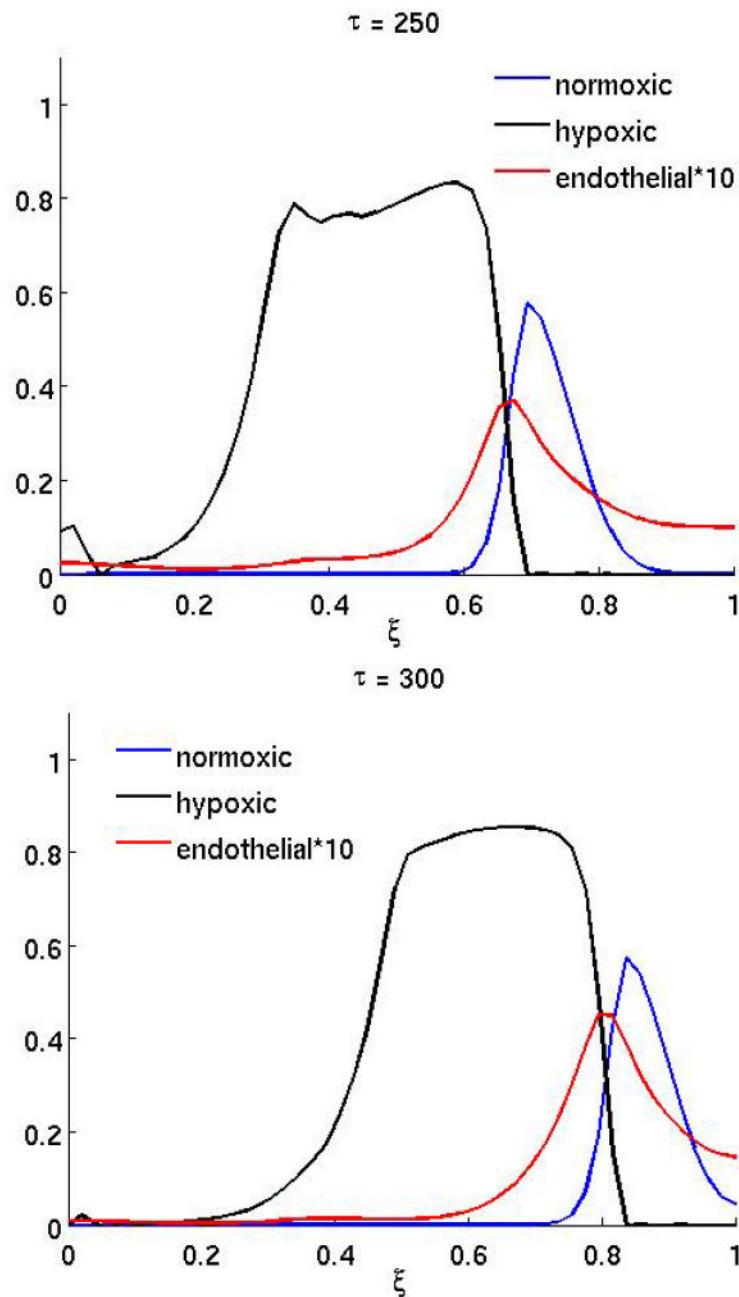 τ = 250
normoxic
hypoxic
endothelial*10
1
0.8
0.6
0.4
0.2
0
0 0.2 0.4 0.6 0.8 1
ξ
τ = 300
normoxic
hypoxic
endothelial*10
1
0.8
0.6
0.4
0.2
0
0 0.2 0.4 0.6 0.8 1
ξ